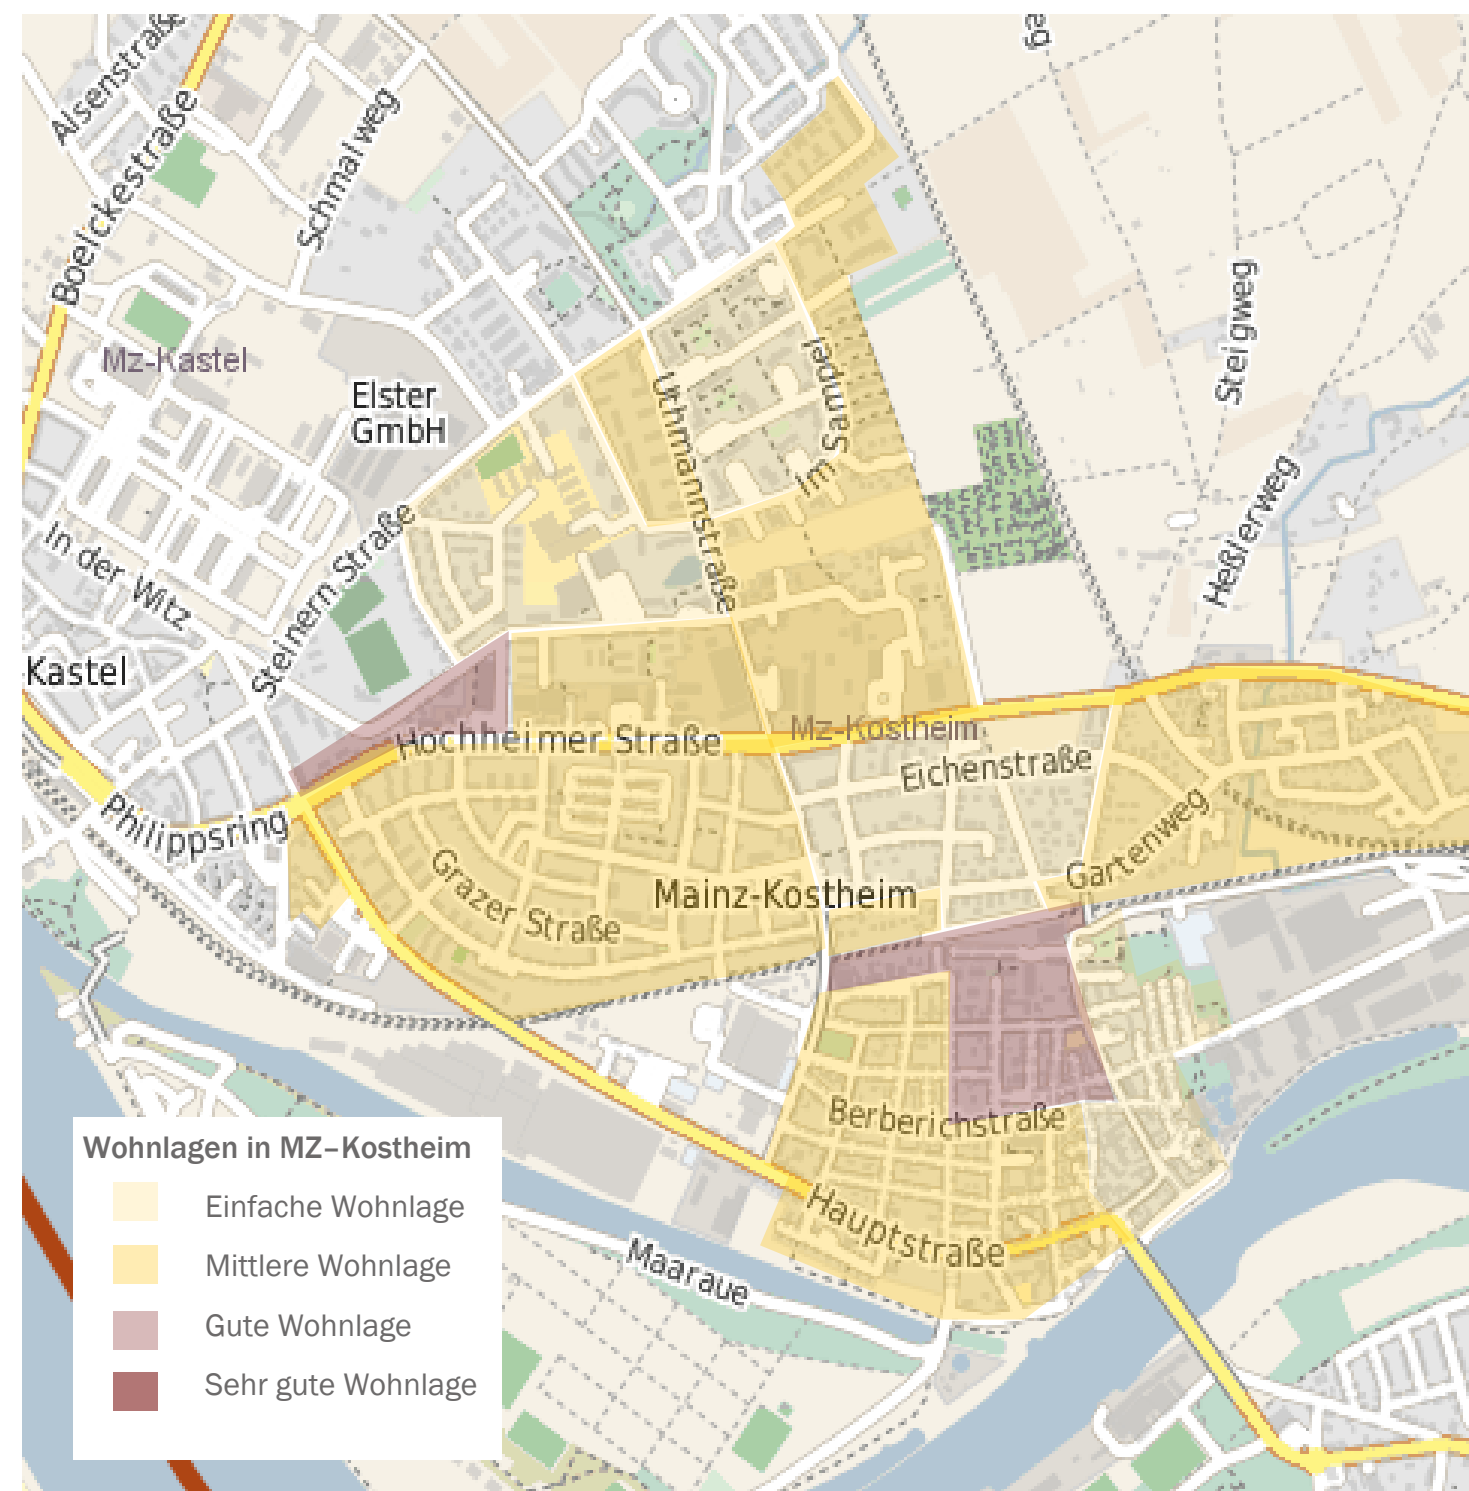 eg
Alsenstraße
Boelckestraße
Schmalweg
Mz-Kastel
Elster
GmbH
Steigweg
Im Sampel
Uthmannstraße
Heßlerweg
In der Witz
Steinern Straße
Kastel
Hochheimer Straße
Mz-Kostheim
Eichenstraße
Philippsring
Gartenweg
Grazer Straße
Mainz-Kostheim
Berberichstraße
Hauptstraße
Maaraue
Wohnlagen in MZ–Kostheim
Einfache Wohnlage
Mittlere Wohnlage
Gute Wohnlage
Sehr gute Wohnlage